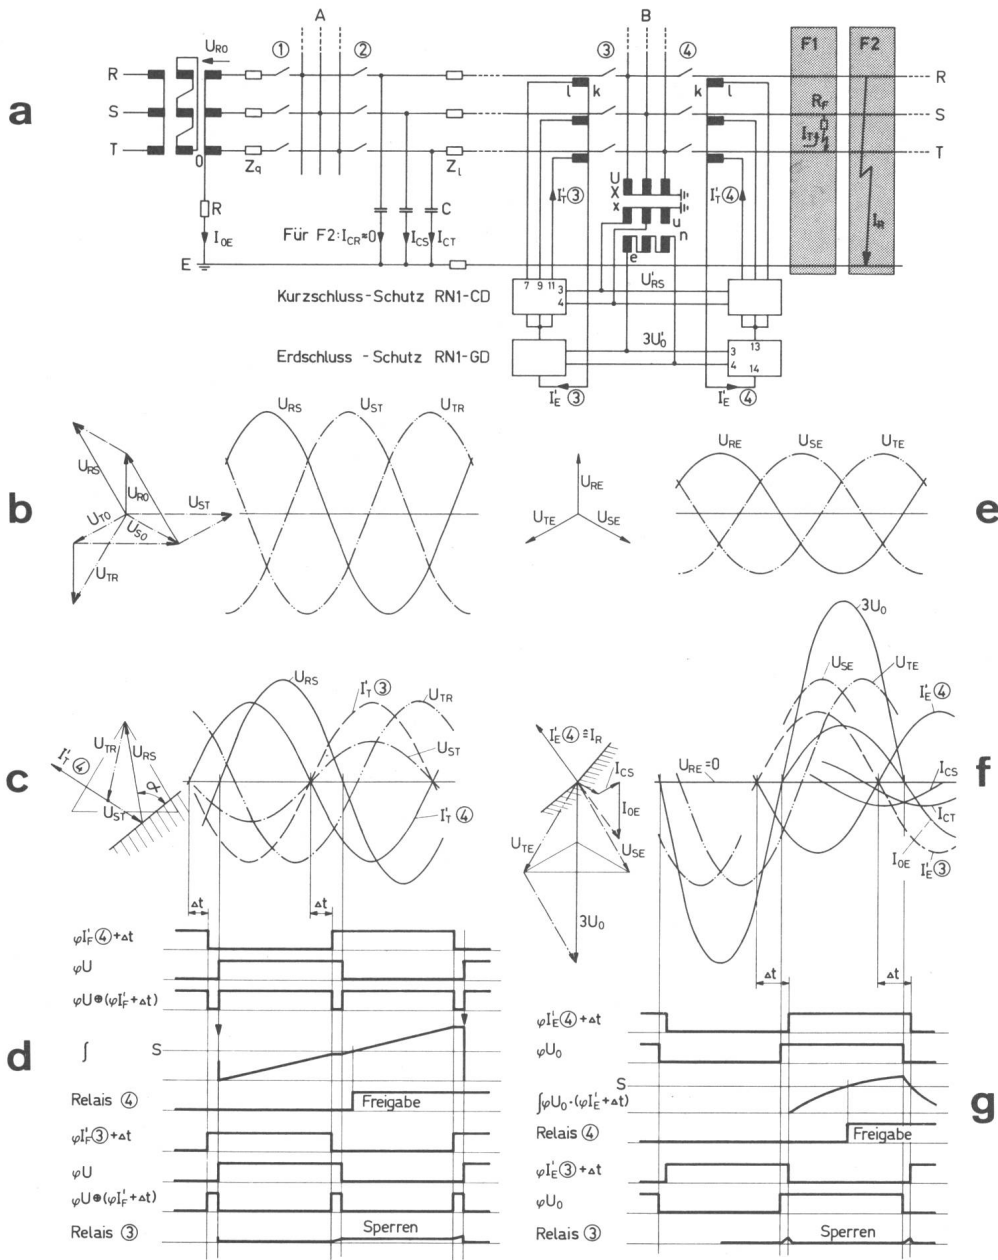 a
A
B
U_R0
①
②
③
④
F1
F2
R
S
T
R
S
T
0
Z_q
Z_l
l
k
k
l
R_F
I_T
I_R
R
I_0E
Für F2: I_CR≈0
I_CS
I_CT
C
E
I'_T③
I'_T④
U
X
x
u
e
n
Kurzschluss-Schutz RN1-CD
7 9 11
3
4
U'_RS
Erdschluss - Schutz RN1-GD
3U'_0
13
3
4
14
I'_E③
I'_E④
b
U_RS
U_R0
U_T0
U_S0
U_ST
U_TR
U_RS
U_ST
U_TR
e
U_RE
U_TE
U_SE
U_RE
U_SE
U_TE
c
I'_T④
U_TR
U_RS
U_ST
α
U_RS
I'_T③
U_TR
U_ST
I'_T④
Δt
Δt
f
I'_E④≙I_R
I_CS
I_0E
U_TE
U_SE
3U_0
U_RE=0
3U_0
U_SE
U_TE
I'_E④
I_CS
I_CT
I_0E
I'_E③
Δt
Δt
d
φI'_F④+Δt
φU
φU⊕(φI'_F+Δt)
∫
S
Relais ④
Freigabe
φI'_F③+Δt
φU
φU⊕(φI'_F+Δt)
Relais ③
Sperren
g
φI'_E④+Δt
φU_0
S
∫φU_0·(φI'_E+Δt)
Relais ④
Freigabe
φI'_E③+Δt
φU_0
Relais ③
Sperren